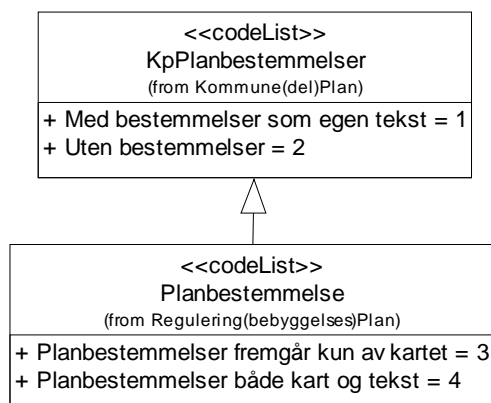 <<codeList>>
KpPlanbestemmelser
(from Kommune(del)Plan)
+ Med bestemmelser som egen tekst = 1
+ Uten bestemmelser = 2
<<codeList>>
Planbestemmelse
(from Regulering(bebyggelses)Plan)
+ Planbestemmelser fremgår kun av kartet = 3
+ Planbestemmelser både kart og tekst = 4